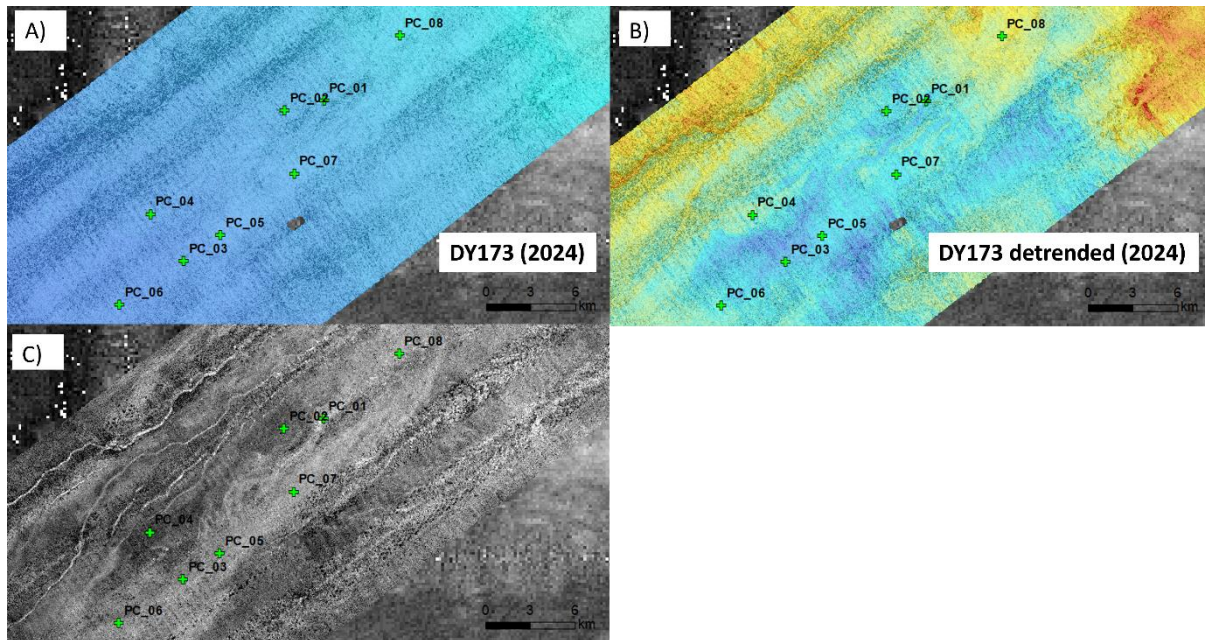 A)
PC_08
PC_01
PC_02
PC_07
PC_04
PC_05
PC_03
DY173 (2024)
PC_06
0 3 6
km
B)
PC_08
PC_01
PC_02
PC_07
PC_04
PC_05
PC_03
DY173 detrended (2024)
PC_06
0 3 6
km
C)
PC_08
PC_01
PC_02
PC_07
PC_04
PC_05
PC_03
PC_06
0 3 6
km